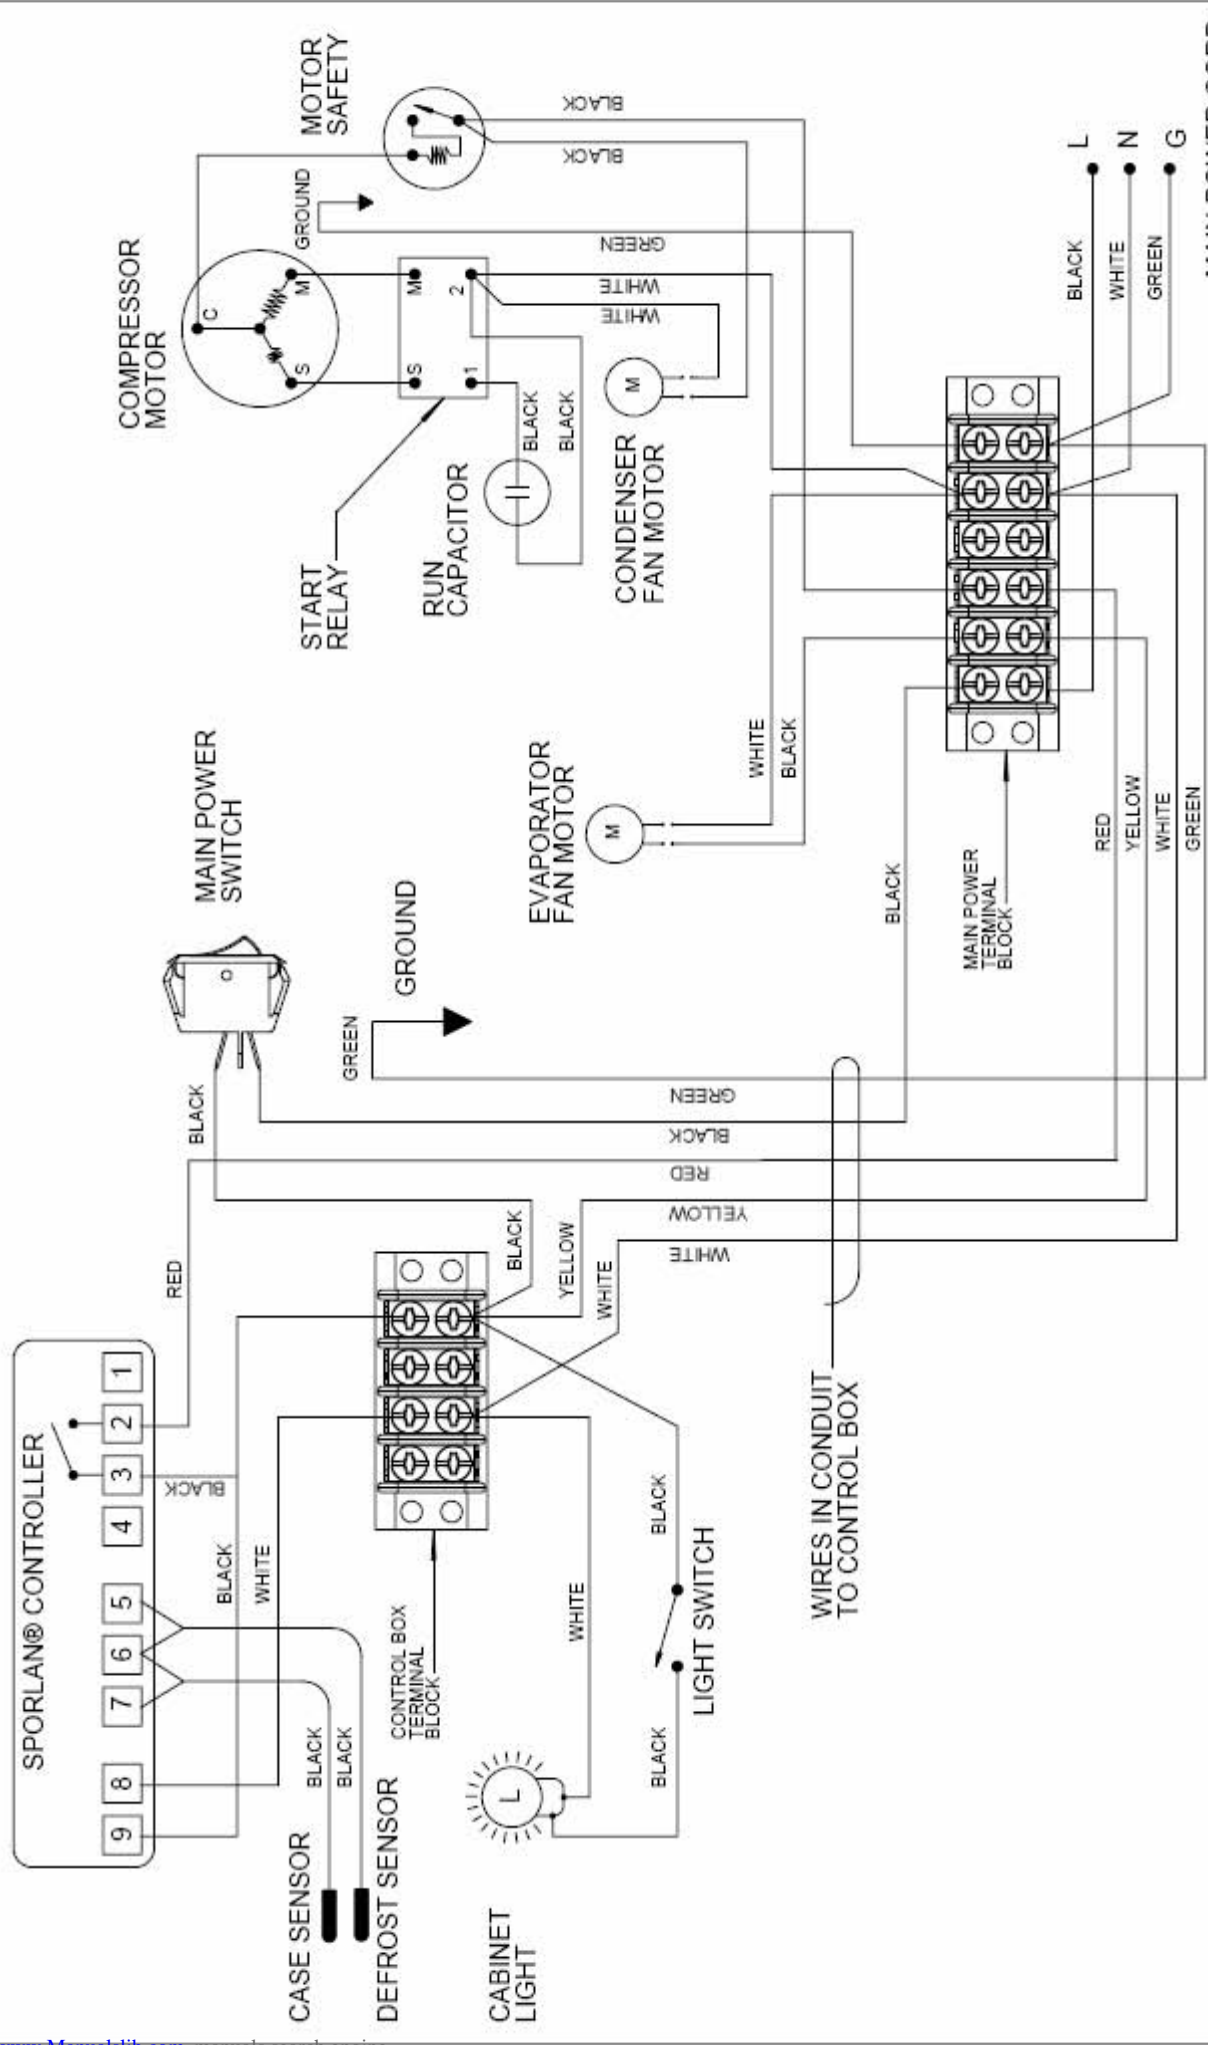 SPORLAN® CONTROLLER
9
8
7
6
5
4
3
2
1
BLACK
RED
BLACK
WHITE
CASE SENSOR
DEFROST SENSOR
BLACK
BLACK
CONTROL BOX
TERMINAL
BLOCK
CABINET
LIGHT
L
WHITE
BLACK
BLACK
LIGHT SWITCH
BLACK
YELLOW
WHITE
BLACK
MAIN POWER
SWITCH
GREEN
GROUND
GREEN
BLACK
RED
YELLOW
WHITE
WIRES IN CONDUIT
TO CONTROL BOX
COMPRESSOR
MOTOR
C
S
M
MOTOR
SAFETY
GROUND
S
M
1
2
START
RELAY
RUN
CAPACITOR
BLACK
BLACK
BLACK
BLACK
GREEN
WHITE
WHITE
M
CONDENSER
FAN MOTOR
EVAPORATOR
FAN MOTOR
M
WHITE
BLACK
BLACK
MAIN POWER
TERMINAL
BLOCK
RED
YELLOW
WHITE
GREEN
BLACK
WHITE
GREEN
L
N
G